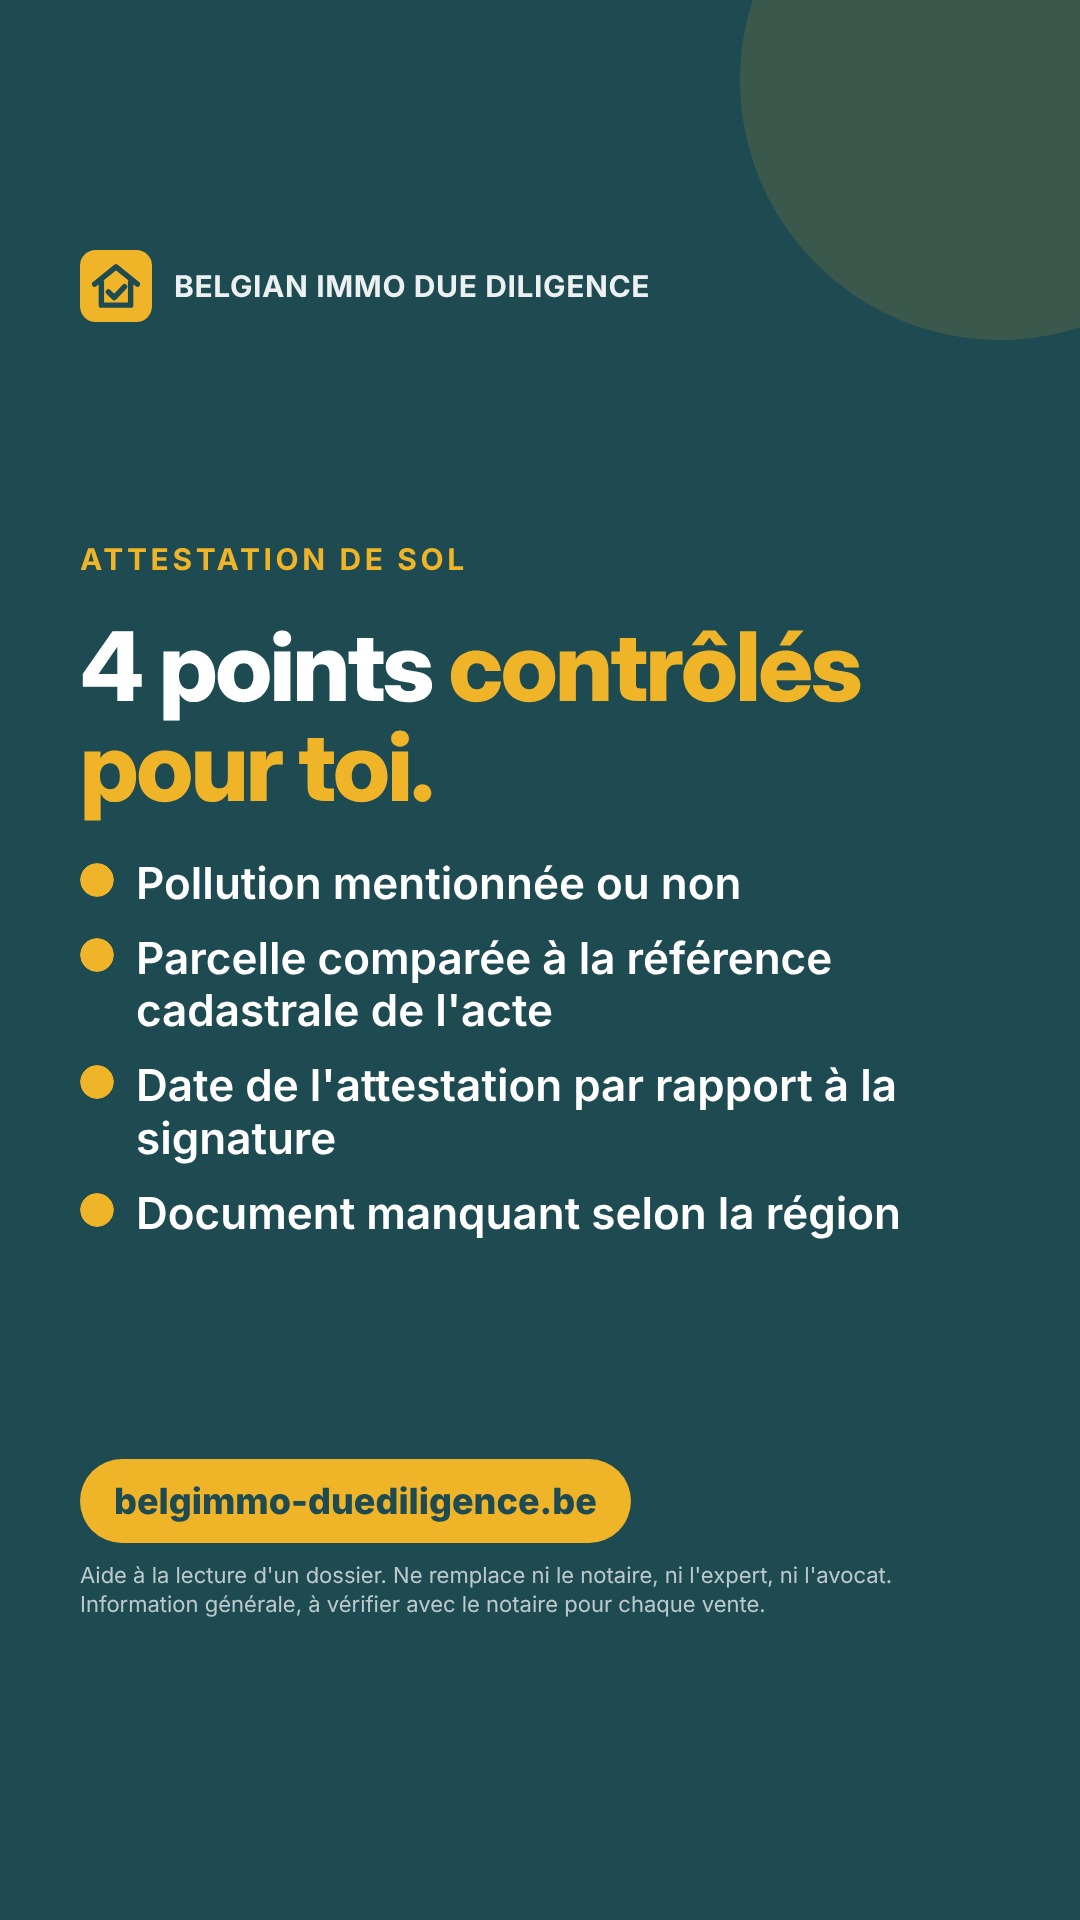 BELGIAN IMMO DUE DILIGENCE
ATTESTATION DE SOL
4 points contrôlés
pour toi.
Pollution mentionnée ou non
Parcelle comparée à la référence
cadastrale de l'acte
Date de l'attestation par rapport à la
signature
Document manquant selon la région
belgimmo-duediligence.be
Aide à la lecture d'un dossier. Ne remplace ni le notaire, ni l'expert, ni l'avocat.
Information générale, à vérifier avec le notaire pour chaque vente.